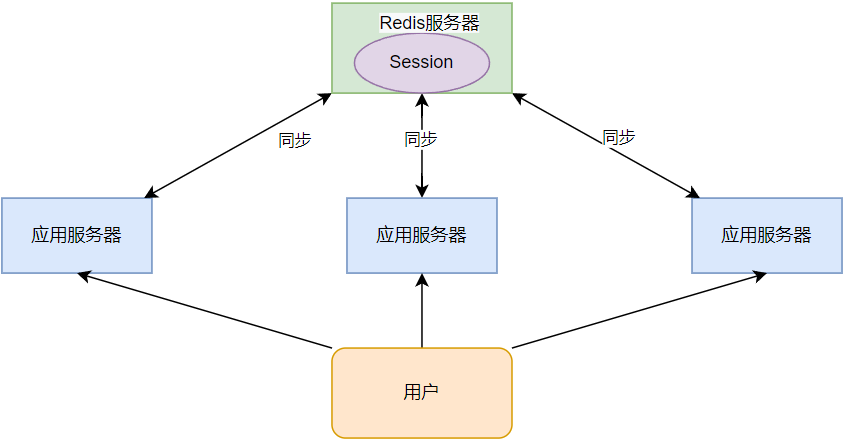 Redis服务器
Session
同步
同步
同步
应用服务器
应用服务器
应用服务器
用户